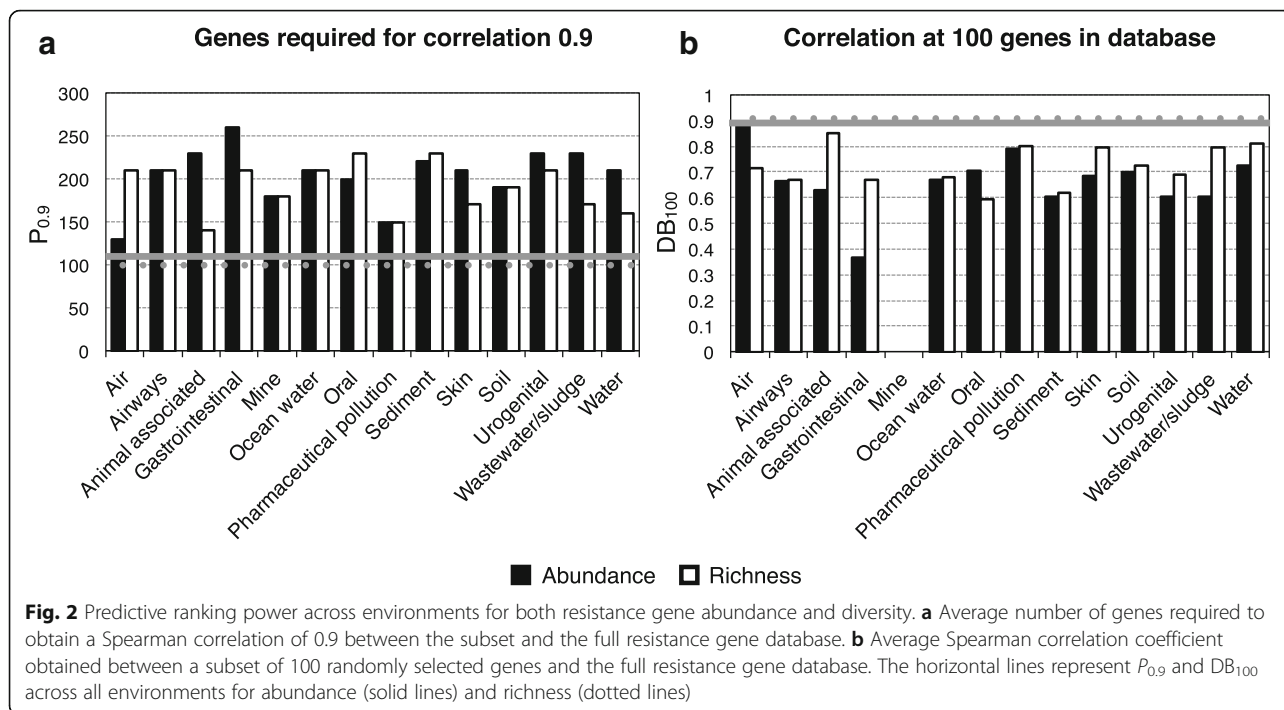 a Genes required for correlation 0.9
300
250
200
150
100
50
0
P0.9
Air
Airways
Animal associated
Gastrointestinal
Mine
Ocean water
Oral
Pharmaceutical pollution
Sediment
Skin
Soil
Urogenital
Wastewater/sludge
Water
b Correlation at 100 genes in database
1
0.9
0.8
0.7
0.6
0.5
0.4
0.3
0.2
0.1
0
DB100
Air
Airways
Animal associated
Gastrointestinal
Mine
Ocean water
Oral
Pharmaceutical pollution
Sediment
Skin
Soil
Urogenital
Wastewater/sludge
Water
Abundance Richness
Fig. 2 Predictive ranking power across environments for both resistance gene abundance and diversity. a Average number of genes required to
obtain a Spearman correlation of 0.9 between the subset and the full resistance gene database. b Average Spearman correlation coefficient
obtained between a subset of 100 randomly selected genes and the full resistance gene database. The horizontal lines represent P0.9 and DB100
across all environments for abundance (solid lines) and richness (dotted lines)